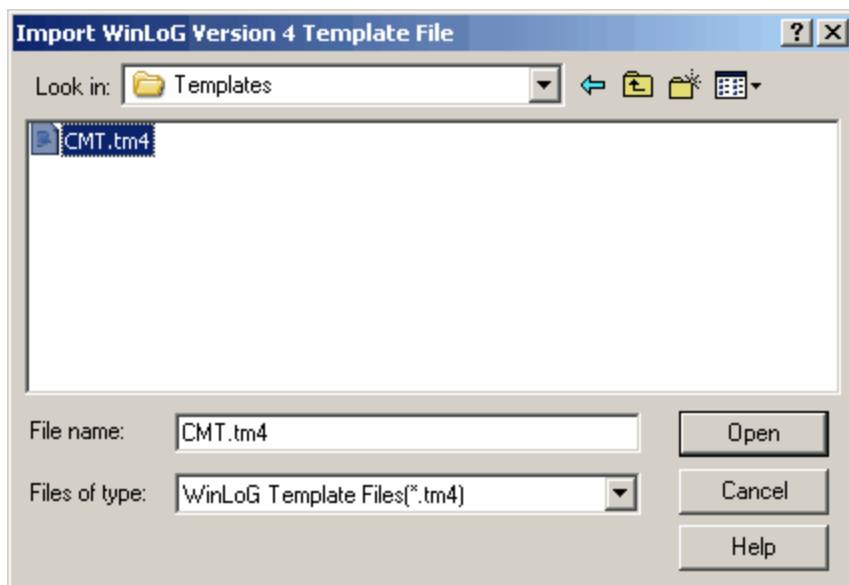 Import WinLoG Version 4 Template File
Look in: Templates
CMT.tm4
File name: CMT.tm4 Open
Files of type: WinLoG Template Files(*.tm4) Cancel
Help